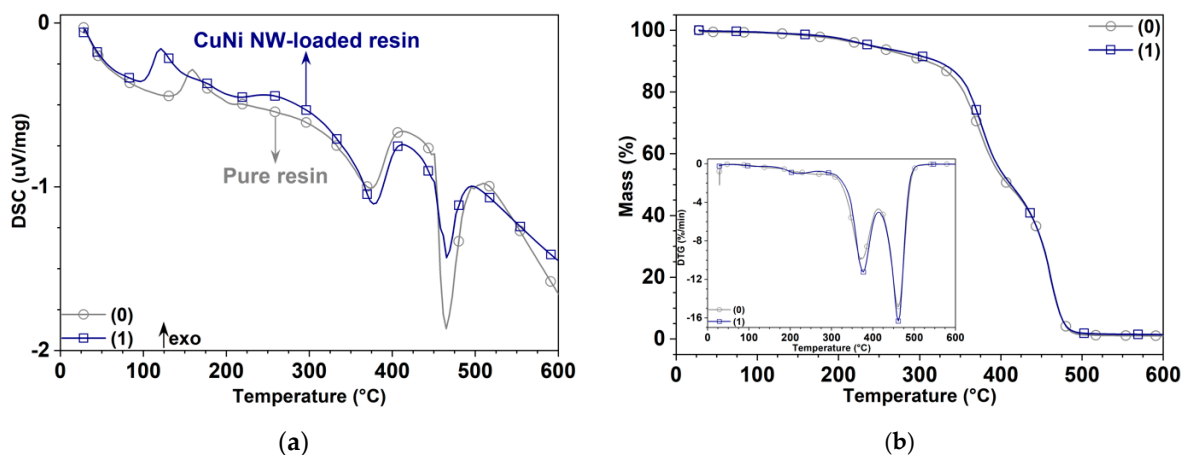 0
-1
-2
DSC (uV/mg)
CuNi NW-loaded resin
Pure resin
(0)
(1)
exo
0 100 200 300 400 500 600
Temperature (°C)
(a)
100
80
60
40
20
0
Mass (%)
(0)
(1)
0
-4
-8
-12
-16
DTG (%/min)
(0)
(1)
0 100 200 300 400 500 600
Temperature (°C)
0 100 200 300 400 500 600
Temperature (°C)
(b)